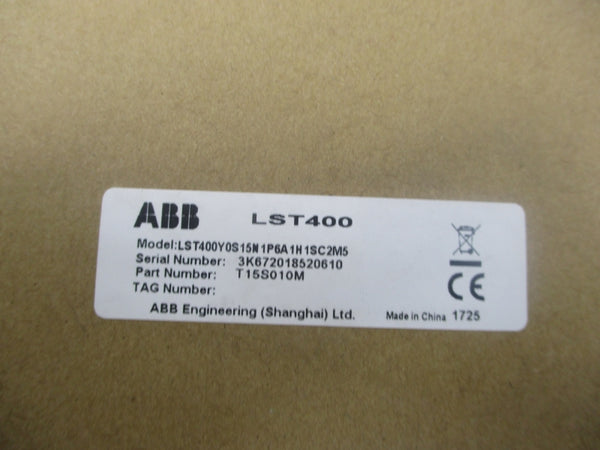 ABB LST400
Model:LST400Y0S15N1P6A1H1SC2M5
Serial Number: 3K672018520610
Part Number: T15S010M
TAG Number:
ABB Engineering (Shanghai) Ltd.
CE
Made in China 1725